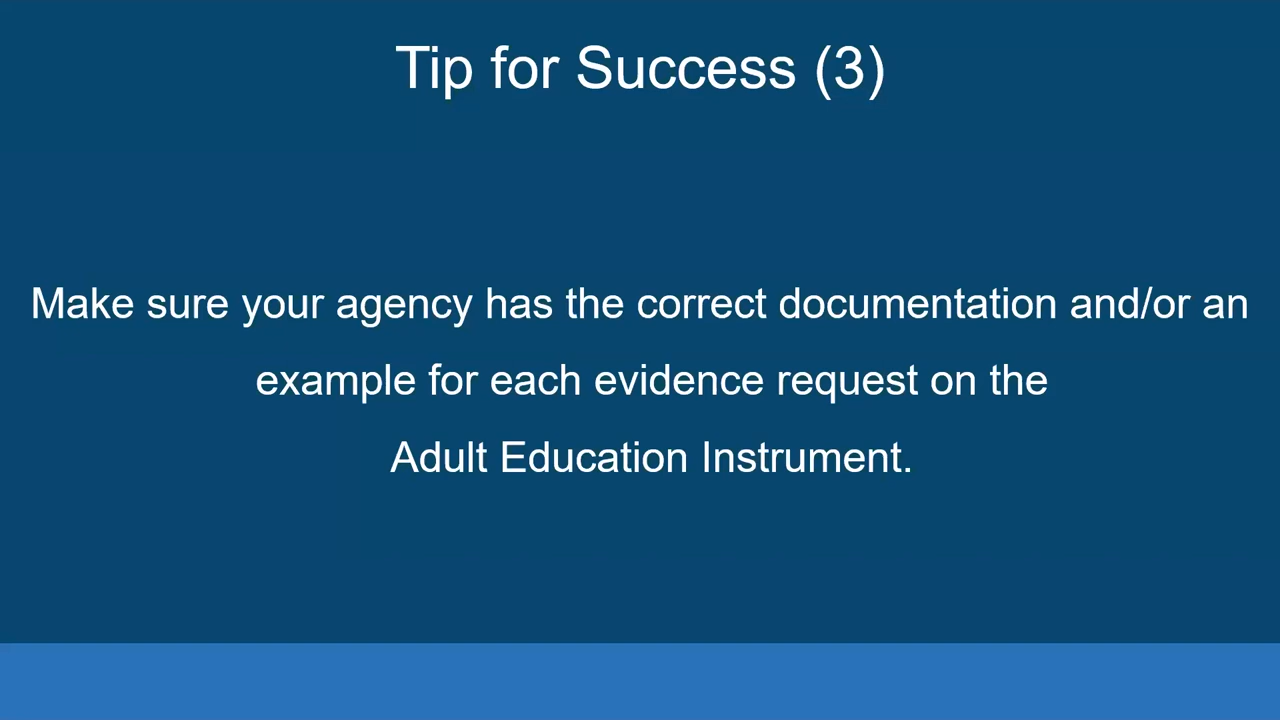 Tip for Success (3)
Make sure your agency has the correct documentation and/or an
example for each evidence request on the
Adult Education Instrument.